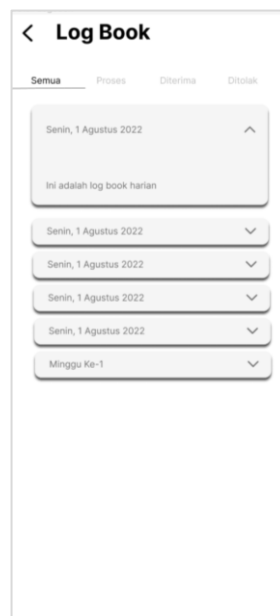 Log Book
Semua Proses Diterima Ditolak
Senin, 1 Agustus 2022
Ini adalah log book harian
Senin, 1 Agustus 2022
Senin, 1 Agustus 2022
Senin, 1 Agustus 2022
Senin, 1 Agustus 2022
Minggu Ke-1